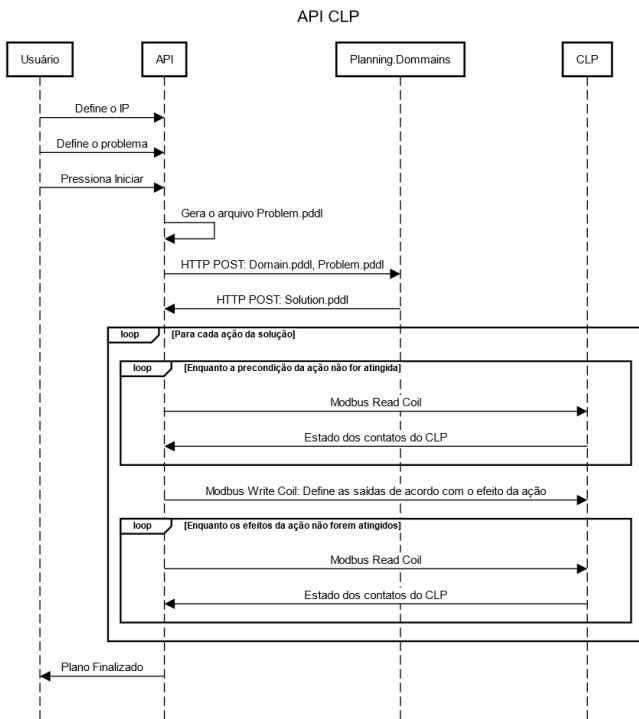 API CLP
Usuário
API
Planning.Dommains
CLP
Define o IP
Define o problema
Pressiona Iniciar
Gera o arquivo Problem.pddl
HTTP POST: Domain.pddl, Problem.pddl
HTTP POST: Solution.pddl
loop [Para cada ação da solução]
loop [Enquanto a precondição da ação não for atingida]
Modbus Read Coil
Estado dos contatos do CLP
Modbus Write Coil: Define as saídas de acordo com o efeito da ação
loop [Enquanto os efeitos da ação não forem atingidos]
Modbus Read Coil
Estado dos contatos do CLP
Plano Finalizado